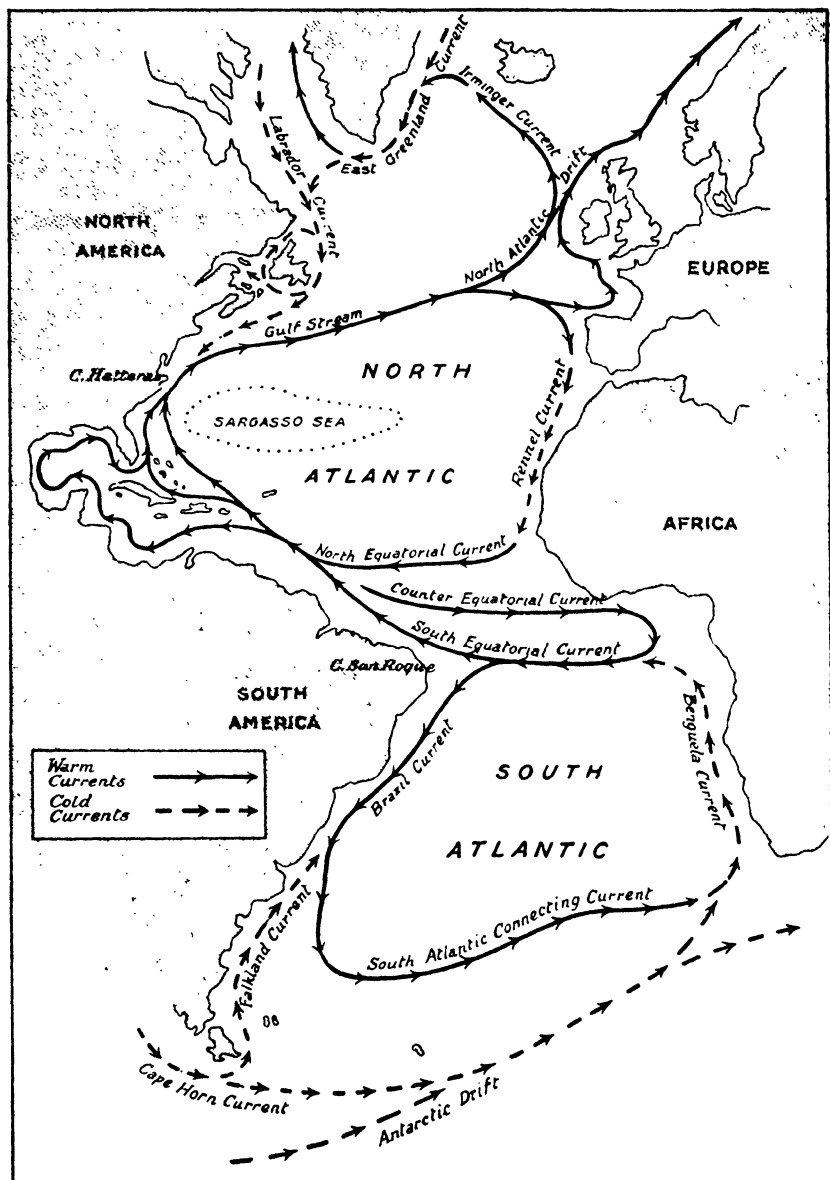 Current
Irminger Current
East Greenland
Labrador
Current
NORTH
AMERICA
North Atlantic Drift
EUROPE
Gulf Stream
C. Hatteras
NORTH
SARGASSO SEA
ATLANTIC
Rennel Current
AFRICA
North Equatorial Current
Counter Equatorial Current
South Equatorial Current
C. San Roque
SOUTH
AMERICA
Benguela Current
Warm
Currents
Cold
Currents
Brazil Current
SOUTH
ATLANTIC
South Atlantic Connecting Current
Falkland Current
Cape Horn Current
Antarctic Drift